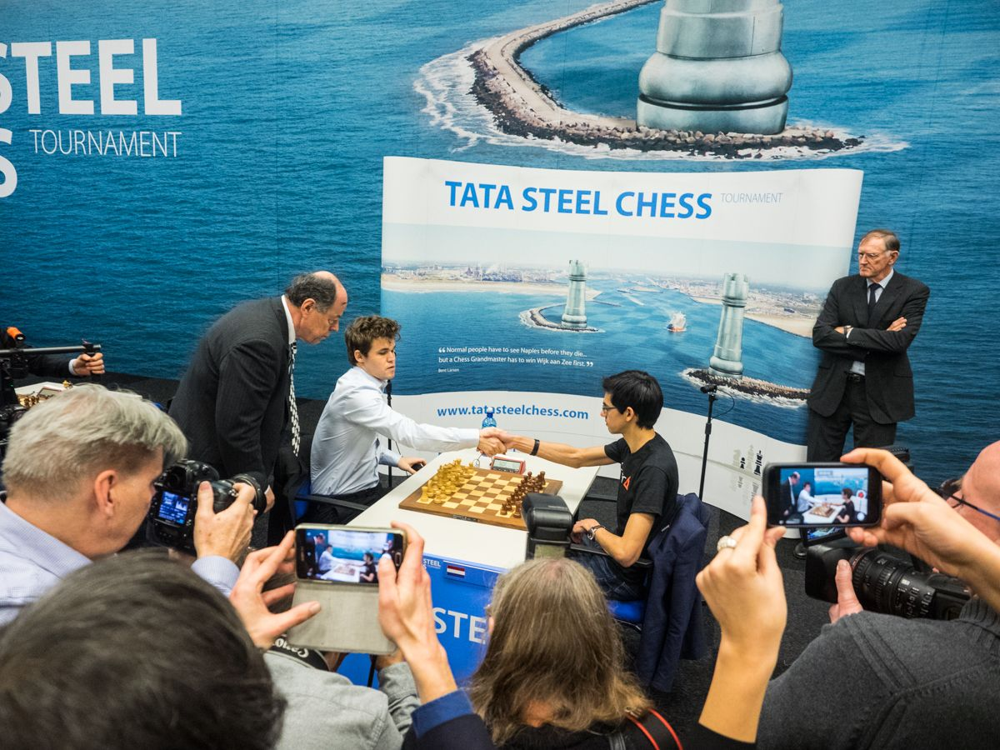 STEEL
S TOURNAMENT
TATA STEEL CHESS TOURNAMENT
“Normal people have to see Naples before they die...
but a Chess Grandmaster has to win Wijk aan Zee first.”
Bent Larsen
www.tatasteelchess.com
STEEL
STE